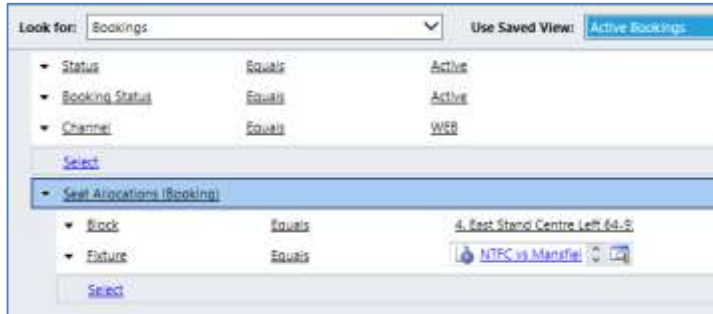 Look for: Bookings Use Saved View: Active Bookings
Status Equals Active
Booking Status Equals Active
Channel Equals WEB
Select
Seat Allocations (Booking)
Block Equals 4. East Stand Centre Left 64-9
Fixture Equals NTFC vs Mansfiel
Select